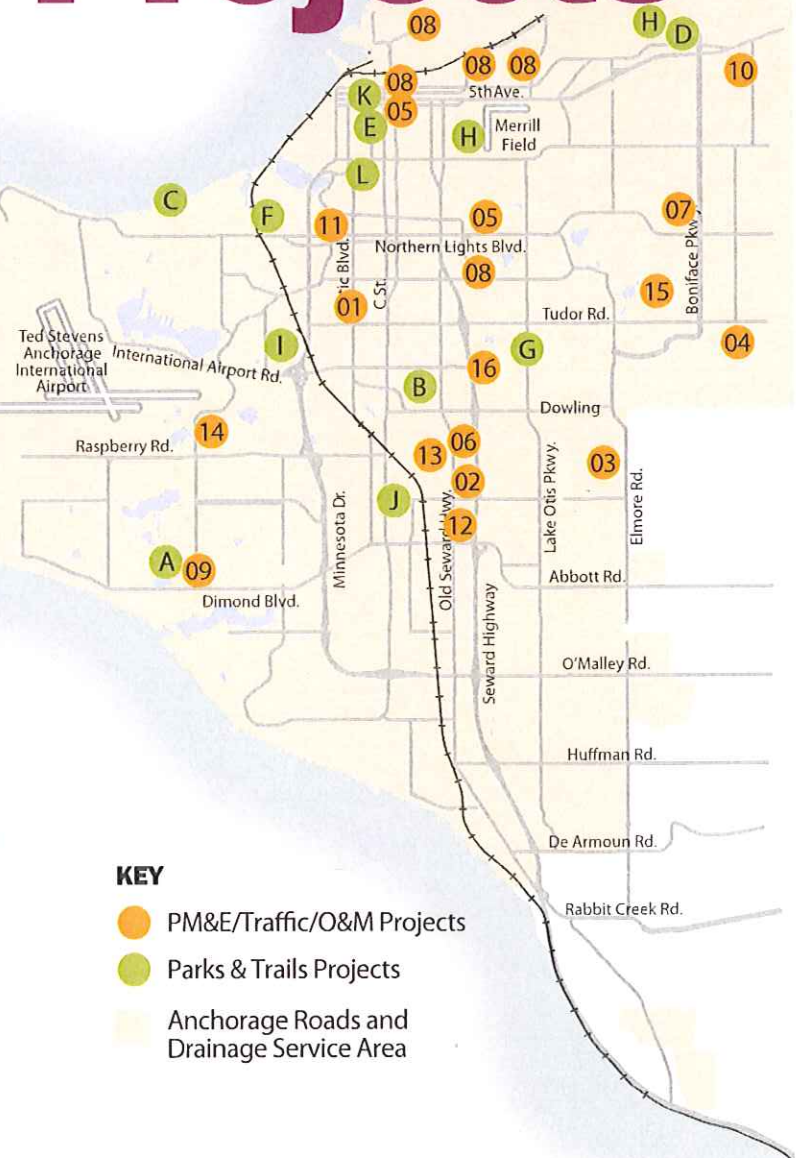 Projects
08
H
D
08
08
08
10
K
5th Ave.
05
E
H
Merrill
Field
L
C
F
11
05
07
Northern Lights Blvd.
08
ic Blvd.
C St.
Boniface Pkwy.
15
01
Tudor Rd.
Ted Stevens
Anchorage
International
Airport
International Airport Rd.
I
G
04
16
B
Dowling
14
Raspberry Rd.
13
06
03
02
J
12
Minnesota Dr.
Old Seward Hwy.
Lake Otis Pkwy.
Elmore Rd.
A
09
Abbott Rd.
Dimond Blvd.
Seward Highway
O'Malley Rd.
Huffman Rd.
De Armoun Rd.
Rabbit Creek Rd.
KEY
PM&E/Traffic/O&M Projects
Parks & Trails Projects
Anchorage Roads and
Drainage Service Area